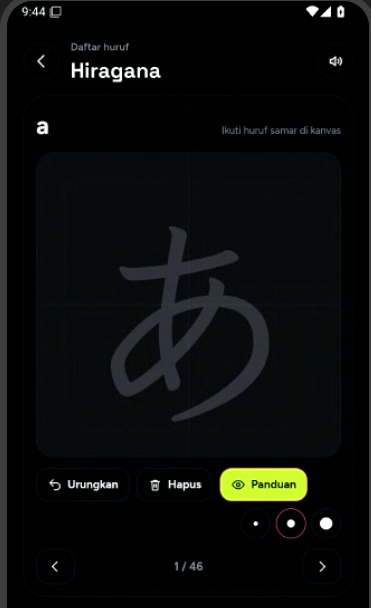 9:44
Daftar huruf
Hiragana
a
Ikuti huruf samar di kanvas
あ
Urungkan
Hapus
Panduan
1 / 46